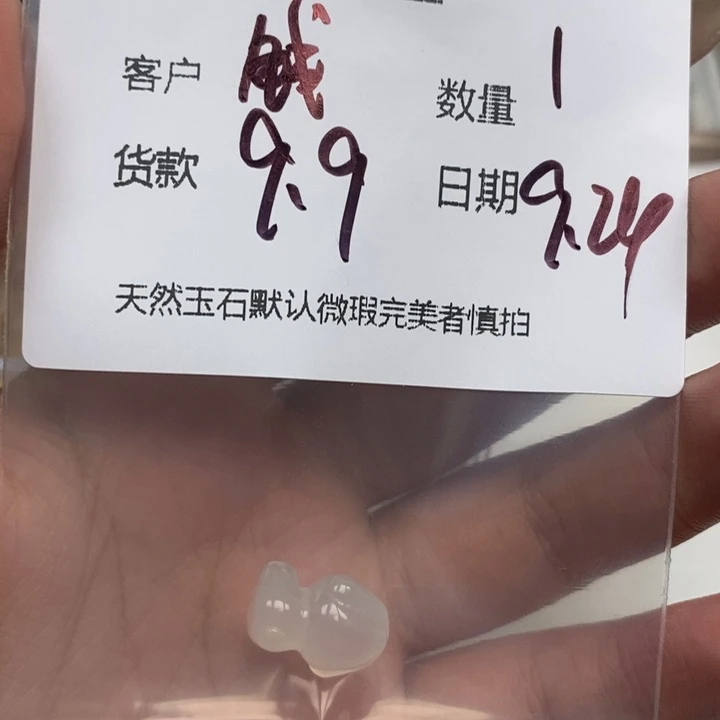 客户 数量 1
货款 9.9 日期 9.24
天然玉石默认微瑕完美者慎拍